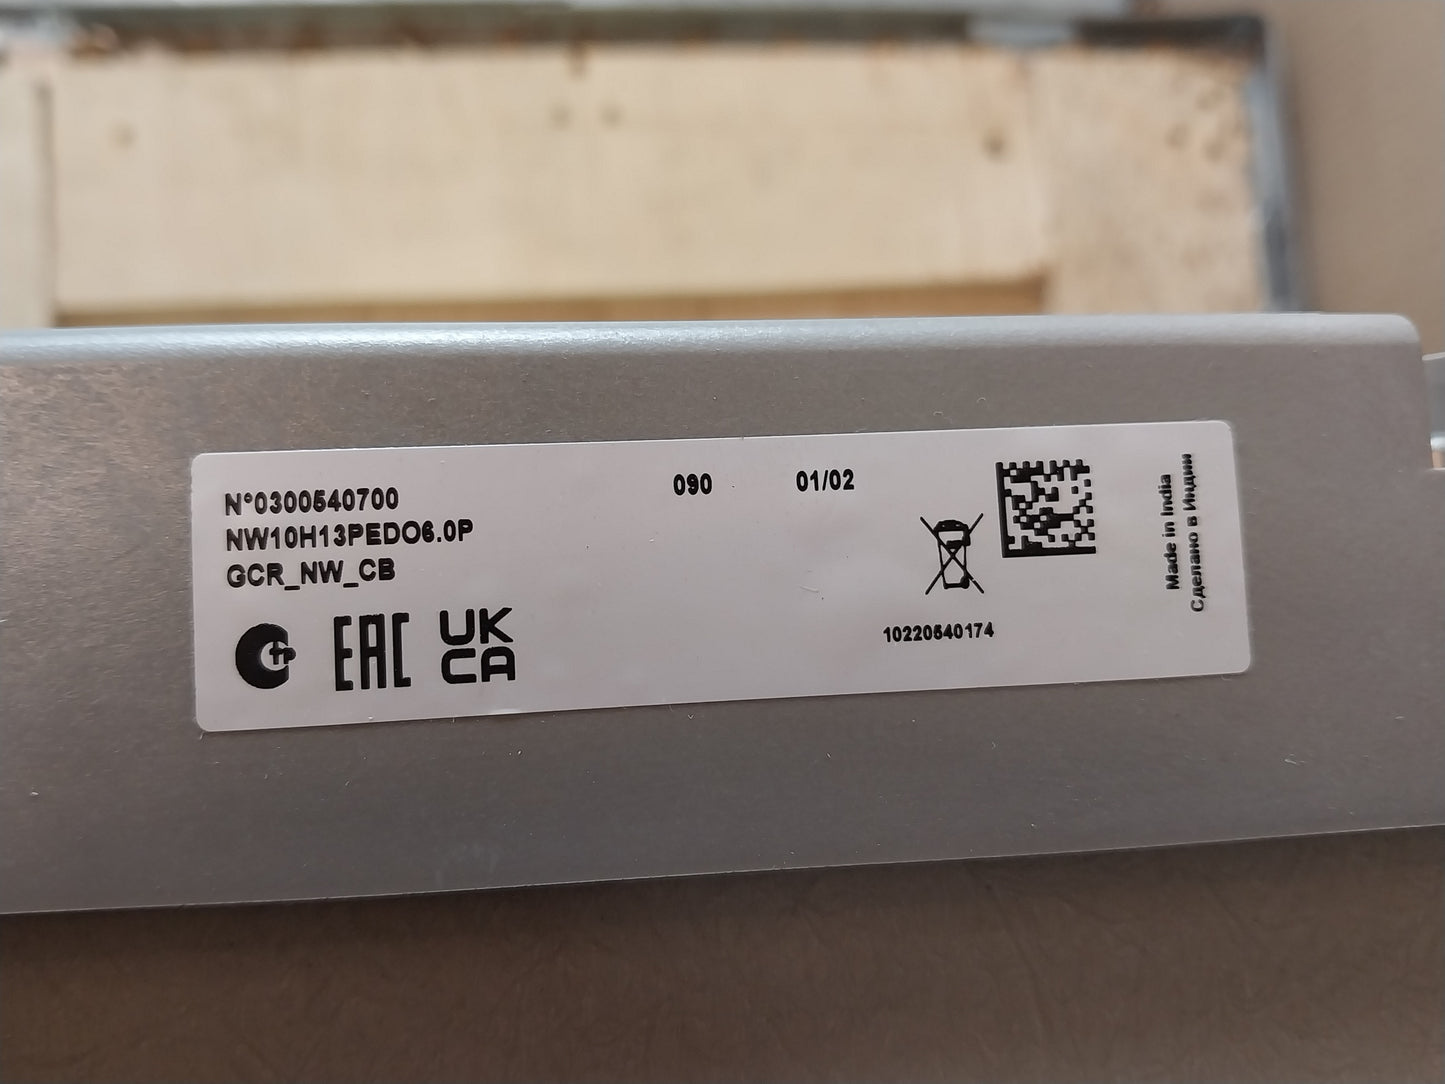 N°0300540700
NW10H13PEDO6.0P
GCR_NW_CB
090
01/02
10220540174
EAC
UK
CA
Made in India
Сделано в Индии